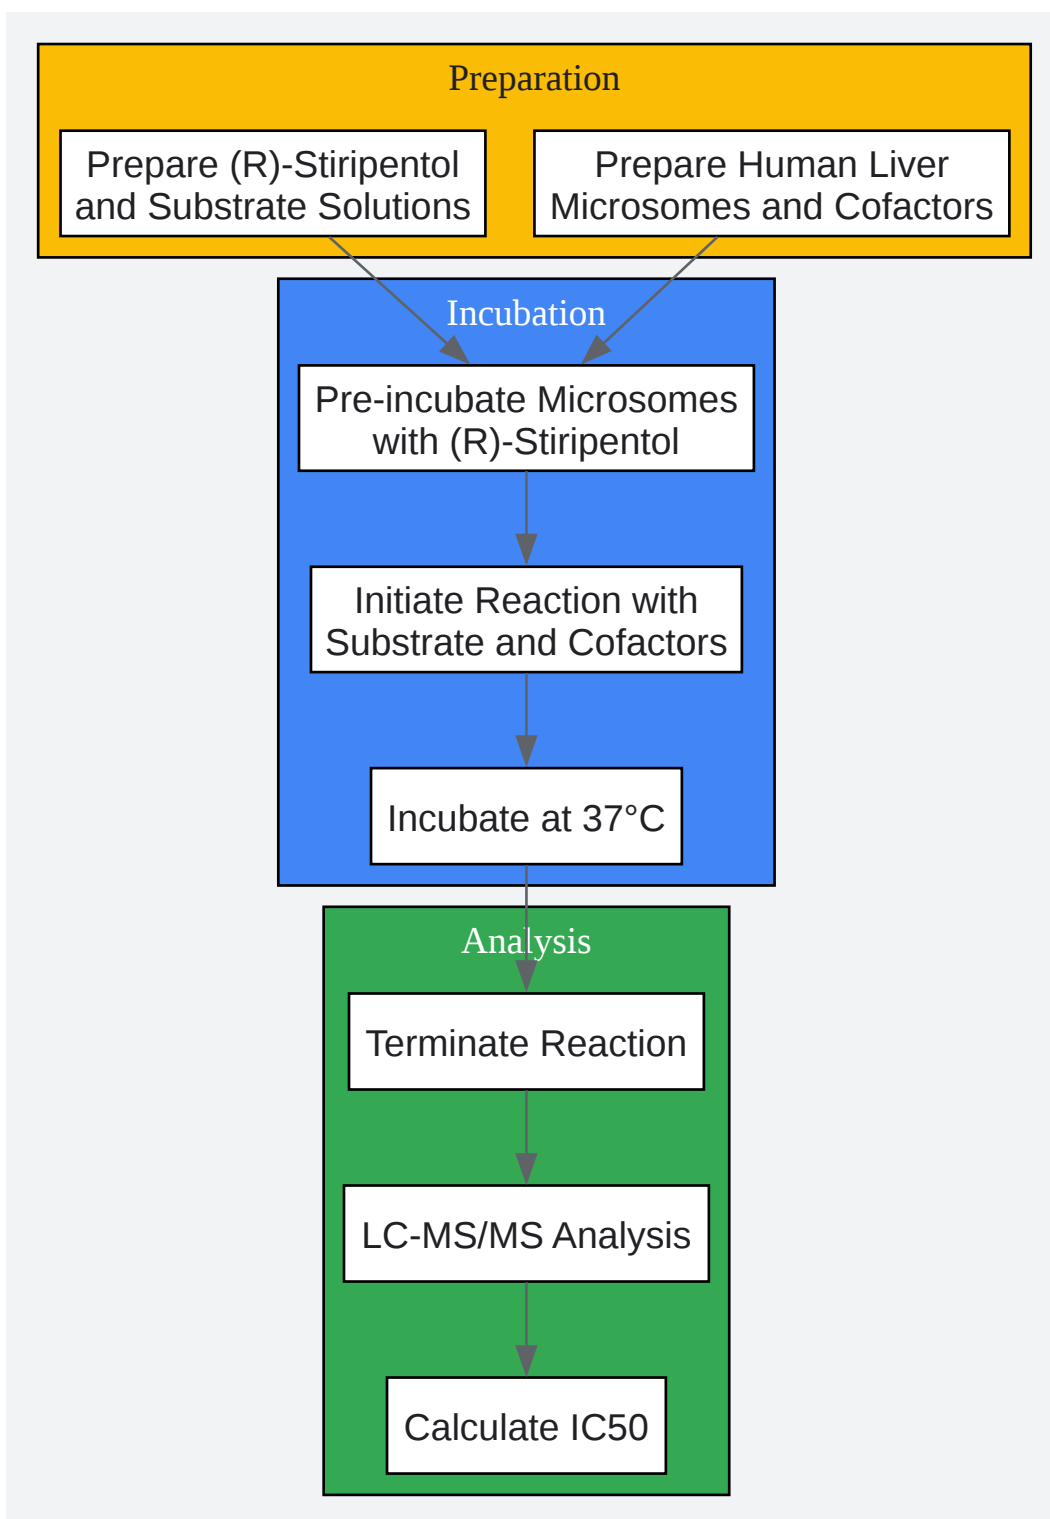 Preparation
Prepare (R)-Stiripentol
and Substrate Solutions
Prepare Human Liver
Microsomes and Cofactors
Incubation
Pre-incubate Microsomes
with (R)-Stiripentol
Initiate Reaction with
Substrate and Cofactors
Incubate at 37°C
Analysis
Terminate Reaction
LC-MS/MS Analysis
Calculate IC50